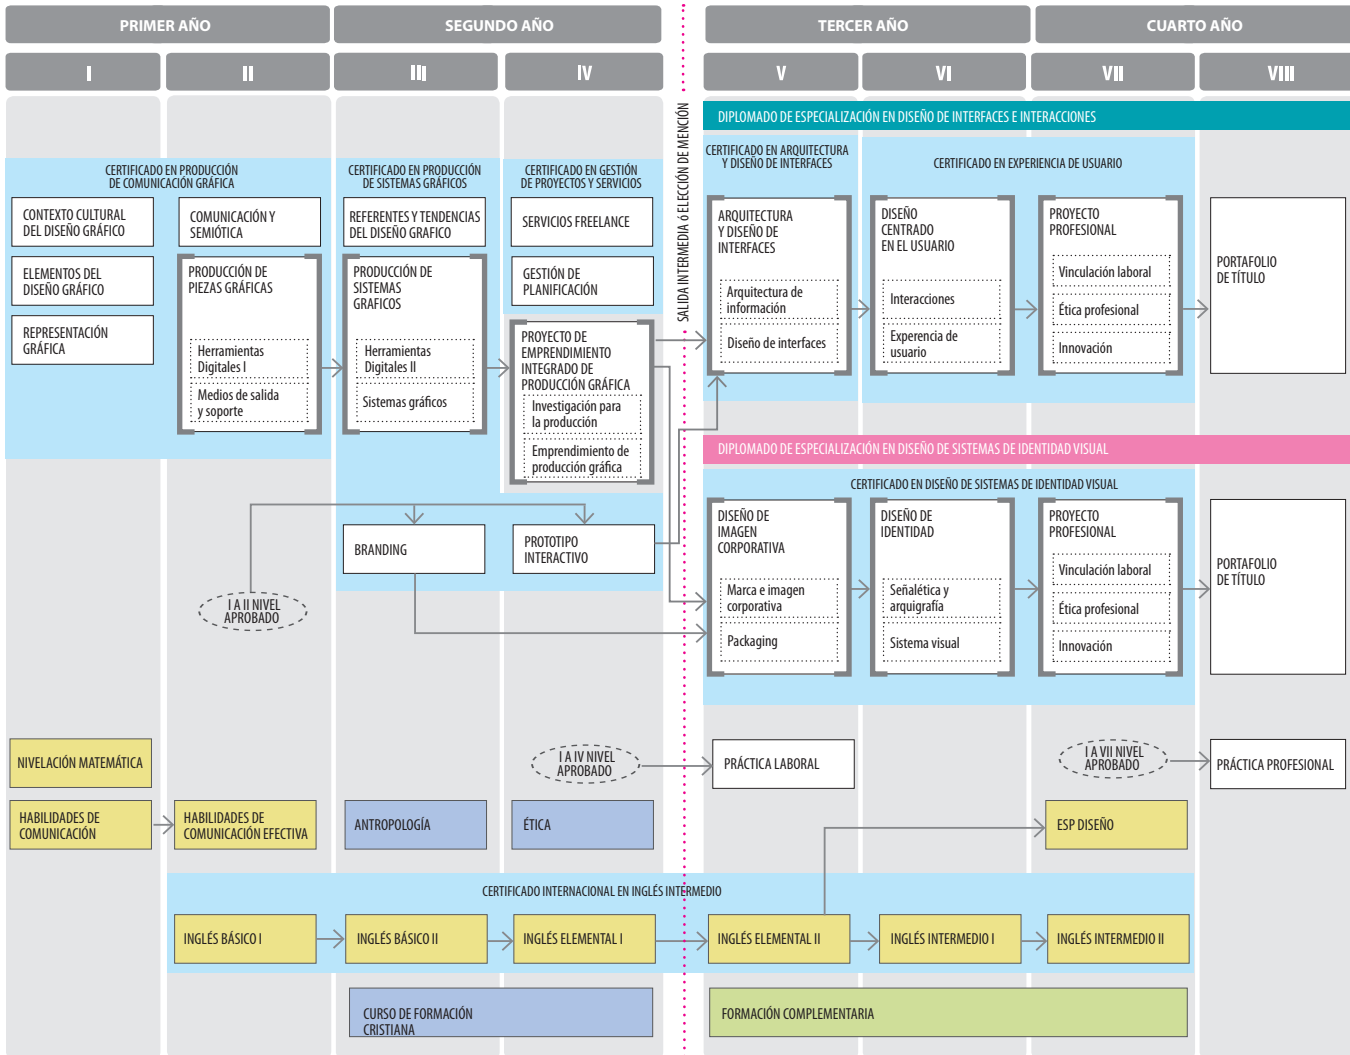 PRIMER AÑO
SEGUNDO AÑO
TERCER AÑO
CUARTO AÑO
I
II
III
IV
V
VI
VII
VIII
SALIDA INTERMEDIA ó ELECCIÓN DE MENCIÓN
DIPLOMADO DE ESPECIALIZACIÓN EN DISEÑO DE INTERFACES E INTERACCIONES
CERTIFICADO EN PRODUCCIÓN
DE COMUNICACIÓN GRÁFICA
CERTIFICADO EN PRODUCCIÓN
DE SISTEMAS GRÁFICOS
CERTIFICADO EN GESTIÓN
DE PROYECTOS Y SERVICIOS
CERTIFICADO EN ARQUITECTURA
Y DISEÑO DE INTERFACES
CERTIFICADO EN EXPERIENCIA DE USUARIO
CONTEXTO CULTURAL
DEL DISEÑO GRÁFICO
COMUNICACIÓN Y
SEMIÓTICA
REFERENTES Y TENDENCIAS
DEL DISEÑO GRAFICO
SERVICIOS FREELANCE
ELEMENTOS DEL
DISEÑO GRÁFICO
REPRESENTACIÓN
GRÁFICA
PRODUCCIÓN DE
PIEZAS GRÁFICAS
Herramientas
Digitales I
Medios de salida
y soporte
PRODUCCIÓN DE
SISTEMAS
GRAFICOS
Herramientas
Digitales II
Sistemas gráficos
GESTIÓN DE
PLANIFICACIÓN
PROYECTO DE
EMPRENDIMIENTO
INTEGRADO DE
PRODUCCIÓN GRÁFICA
Investigación para
la producción
Emprendimiento de
producción gráfica
ARQUITECTURA
Y DISEÑO DE
INTERFACES
Arquitectura de
información
Diseño de interfaces
DISEÑO
CENTRADO
EN EL USUARIO
Interacciones
Experencia de
usuario
PROYECTO
PROFESIONAL
Vinculación laboral
Ética profesional
Innovación
PORTAFOLIO
DE TÍTULO
DIPLOMADO DE ESPECIALIZACIÓN EN DISEÑO DE SISTEMAS DE IDENTIDAD VISUAL
CERTIFICADO EN DISEÑO DE SISTEMAS DE IDENTIDAD VISUAL
BRANDING
PROTOTIPO
INTERACTIVO
I A II NIVEL
APROBADO
DISEÑO DE
IMAGEN
CORPORATIVA
Marca e imagen
corporativa
Packaging
DISEÑO DE
IDENTIDAD
Señalética y
arquigrafía
Sistema visual
PROYECTO
PROFESIONAL
Vinculación laboral
Ética profesional
Innovación
PORTAFOLIO
DE TÍTULO
NIVELACIÓN MATEMÁTICA
I A IV NIVEL
APROBADO
PRÁCTICA LABORAL
I A VII NIVEL
APROBADO
PRÁCTICA PROFESIONAL
HABILIDADES DE
COMUNICACIÓN
HABILIDADES DE
COMUNICACIÓN EFECTIVA
ANTROPOLOGÍA
ÉTICA
ESP DISEÑO
CERTIFICADO INTERNACIONAL EN INGLÉS INTERMEDIO
INGLÉS BÁSICO I
INGLÉS BÁSICO II
INGLÉS ELEMENTAL I
INGLÉS ELEMENTAL II
INGLÉS INTERMEDIO I
INGLÉS INTERMEDIO II
CURSO DE FORMACIÓN
CRISTIANA
FORMACIÓN COMPLEMENTARIA